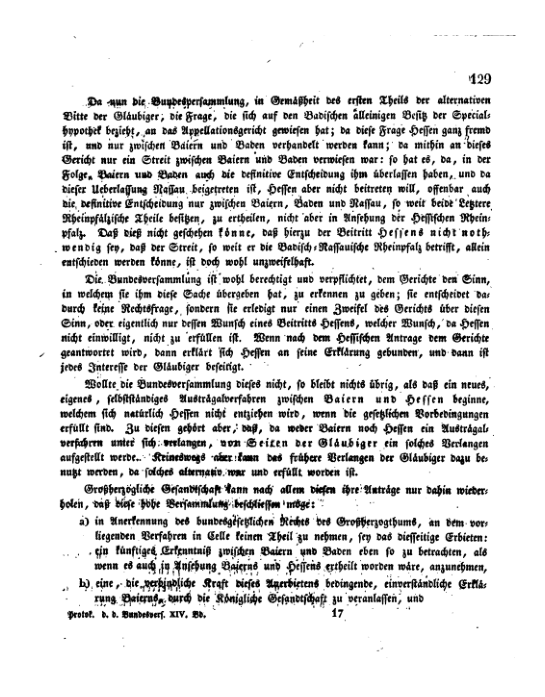 129
Da nun die Bundesversammlung, in Gemäßheit des ersten Theils der alternativen
Bitte der Gläubiger, die Frage, die sich auf den Badischen alleinigen Besitz der Special-
hypothek bezieht, an das Appellationsgericht gewiesen hat; da diese Frage Hessen ganz fremd
ist, und nur zwischen Baiern und Baden verhandelt werden kann; da mithin an dieses
Gericht nur ein Streit zwischen Baiern und Baden verwiesen war: so hat es, da, in der
Folge, Baiern und Baden auch die definitive Entscheidung ihm überlassen haben, und da
dieser Ueberlassung Nassau beigetreten ist, Hessen aber nicht beitreten will, offenbar auch
die definitive Entscheidung nur zwischen Baiern, Baden und Nassau, so weit beide Letztere
Rheinpfälzische Theile besitzen, zu ertheilen, nicht aber in Ansehung der Hessischen Rhein-
pfalz. Daß dieß nicht geschehen könne, daß hierzu der Beitritt Hessens nicht noth-
wendig sey, daß der Streit, so weit er die Badisch-Nassauische Rheinpfalz betrifft, allein
entschieden werden könne, ist doch wohl unzweifelhaft.
Die Bundesversammlung ist wohl berechtigt und verpflichtet, dem Gerichte den Sinn,
in welchem sie ihm diese Sache übergeben hat, zu erkennen zu geben; sie entscheidet da-
durch keine Rechtsfrage, sondern sie erledigt nur einen Zweifel des Gerichts über diesen
Sinn, oder eigentlich nur dessen Wunsch eines Beitritts Hessens, welcher Wunsch, da Hessen
nicht einwilligt, nicht zu erfüllen ist. Wenn nach dem Hessischen Antrage dem Gerichte
geantwortet wird, dann erklärt sich Hessen an seine Erklärung gebunden, und dann ist
jedes Interesse der Gläubiger beseitigt.
Wollte die Bundesversammlung dieses nicht, so bleibt nichts übrig, als daß ein neues,
eigenes, selbstständiges Austrägalverfahren zwischen Baiern und Hessen beginne,
welchem sich natürlich Hessen nicht entziehen wird, wenn die gesetzlichen Vorbedingungen
erfüllt sind. Zu diesen gehört aber, daß, da weder Baiern noch Hessen ein Austrägal-
verfahren unter sich verlangen, von Seiten der Gläubiger ein solches Verlangen
aufgestellt werde. Keineswegs aber kann das frühere Verlangen der Gläubiger dazu be-
nutzt werden, da solches alternativ war und erfüllt worden ist.
Großherzogliche Gesandtschaft kann nach allem diesen ihre Anträge nur dahin wieder-
holen, daß diese hohe Versammlung beschliessen möge:
a) in Anerkennung des bundesgesetzlichen Rechts des Großherzogthums, an dem vor-
liegenden Verfahren in Celle keinen Theil zu nehmen, sey das diesseitige Erbieten:
ein künftiges Erkenntniß zwischen Baiern und Baden eben so zu betrachten, als
wenn es auch in Ansehung Baierns und Hessens ertheilt worden wäre, anzunehmen,
b) eine, die verbindliche Kraft dieses Anerbietens bedingende, einverständliche Erklä-
rung Baierns durch die Königliche Gesandtschaft zu veranlassen, und
Protok. d. d. Bundesvers. XIV. Bd. 17